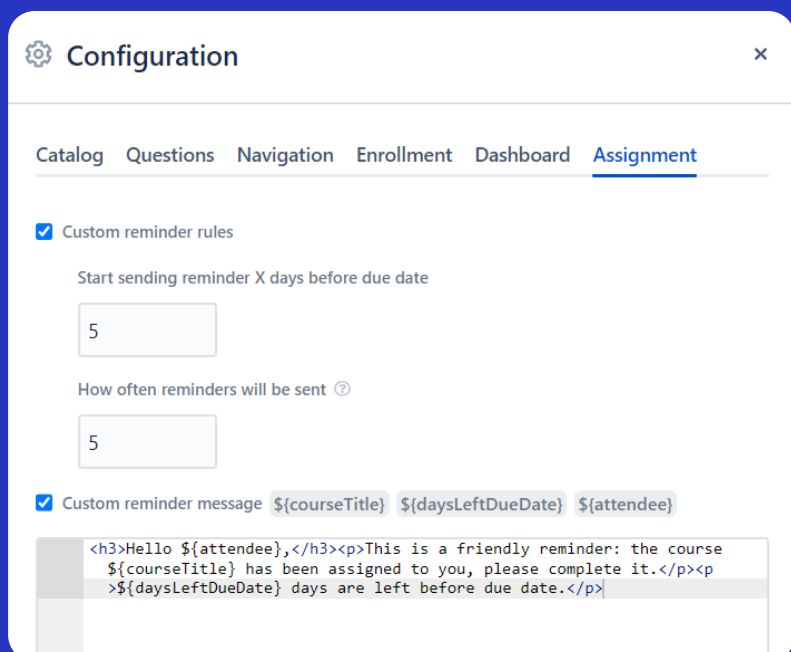 Configuration
Catalog Questions Navigation Enrollment Dashboard Assignment
Custom reminder rules
Start sending reminder X days before due date
5
How often reminders will be sent
5
Custom reminder message ${courseTitle} ${daysLeftDueDate} ${attendee}
<h3>Hello ${attendee},</h3><p>This is a friendly reminder: the course
${courseTitle} has been assigned to you, please complete it.</p><p
>${daysLeftDueDate} days are left before due date.</p>